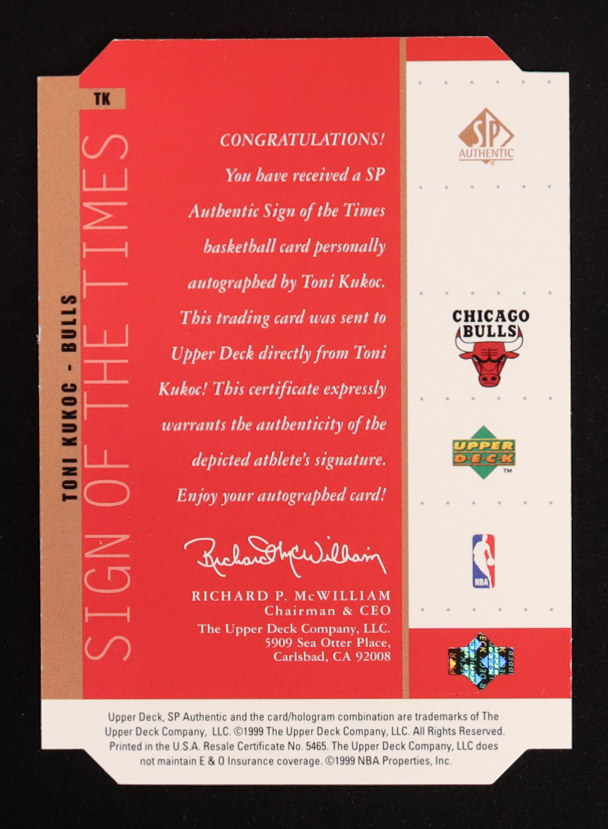 TK
TONI KUKOC - BULLS
SIGN OF THE TIMES
CONGRATULATIONS!
You have received a SP
Authentic Sign of the Times
basketball card personally
autographed by Toni Kukoc.
This trading card was sent to
Upper Deck directly from Toni
Kukoc! This certificate expressly
warrants the authenticity of the
depicted athlete's signature.
Enjoy your autographed card!
Richard McWilliam
RICHARD P. McWILLIAM
Chairman & CEO
The Upper Deck Company, LLC.
5909 Sea Otter Place,
Carlsbad, CA 92008
SP
AUTHENTIC
CHICAGO
BULLS
UPPER
DECK
TM
NBA
Upper Deck, SP Authentic and the card/hologram combination are trademarks of The
Upper Deck Company, LLC. ©1999 The Upper Deck Company, LLC. All Rights Reserved.
Printed in the U.S.A. Resale Certificate No. 5465. The Upper Deck Company, LLC does
not maintain E & O Insurance coverage. ©1999 NBA Properties, Inc.